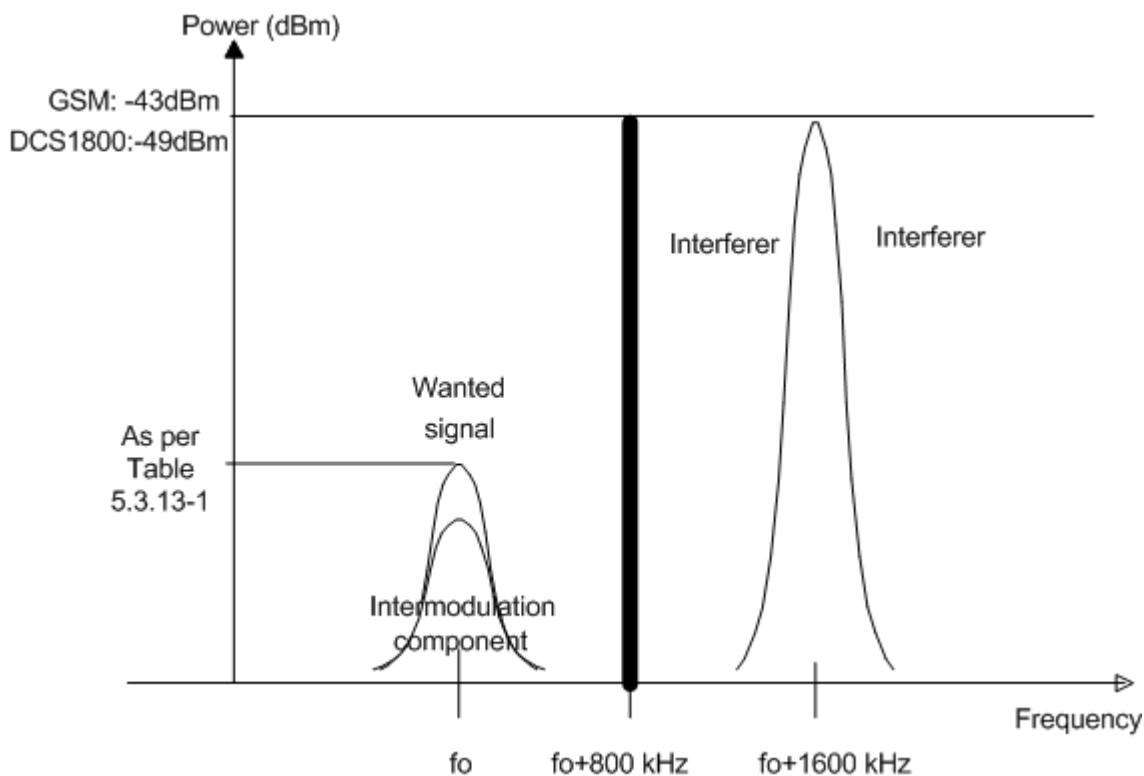 Power (dBm)
GSM: -43dBm
DCS1800:-49dBm
Interferer
Interferer
Wanted
signal
As per
Table
5.3.13-1
Intermodulation
component
Frequency
fo
fo+800 kHz
fo+1600 kHz